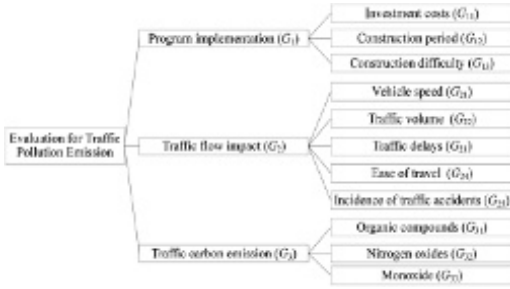 Investment costs (G₁₁)
Program implementation (G₁)
Construction period (G₁₂)
Construction difficulty (G₁₃)
Vehicle speed (G₂₁)
Traffic volume (G₂₂)
Evaluation for Traffic
Pollution Emission
Traffic flow impact (G₂)
Traffic delays (G₂₃)
Ease of travel (G₂₄)
Incidence of traffic accidents (G₂₅)
Organic compounds (G₃₁)
Traffic carbon emission (G₃)
Nitrogen oxides (G₃₂)
Monoxide (G₃₃)